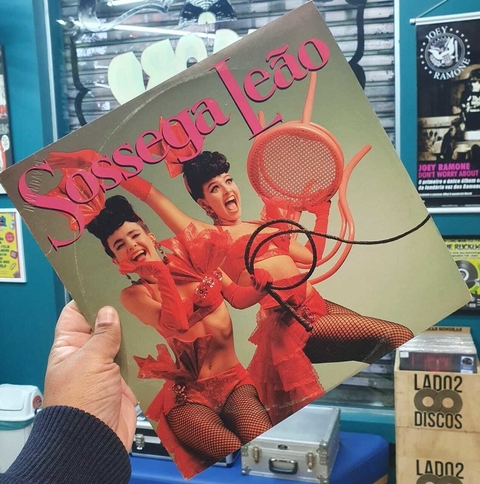 Sossega
Leão
JOEY
RAMONE
JOEY RAMONE
DON'T WORRY ABOUT
LADO2
DISCOS
LADO2